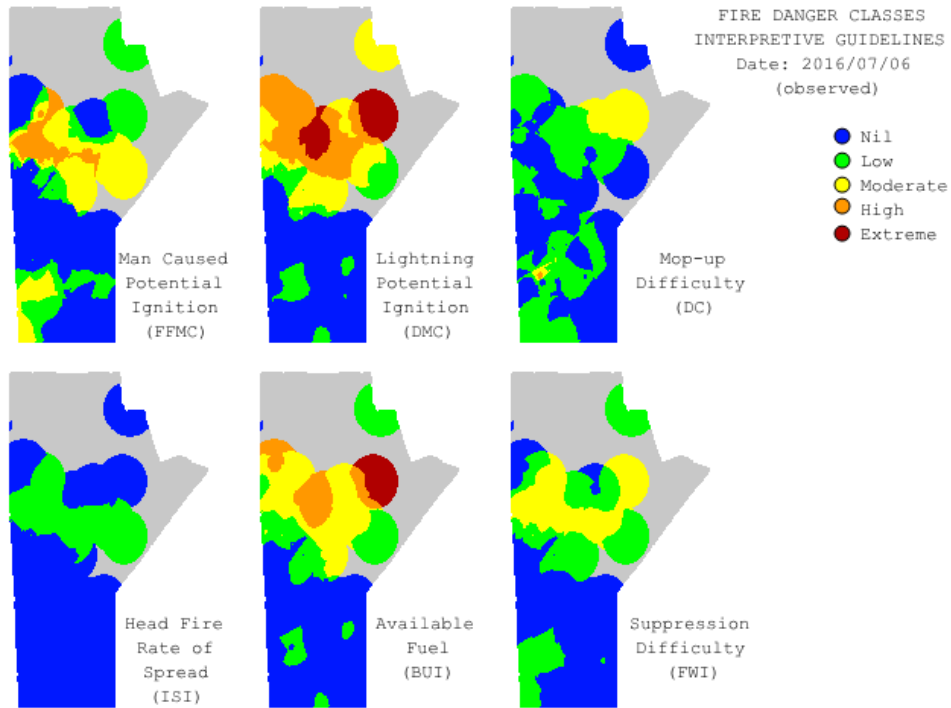 FIRE DANGER CLASSES
INTERPRETIVE GUIDELINES
Date: 2016/07/06
(observed)
Nil
Low
Moderate
High
Extreme
Man Caused
Potential
Ignition
(FFMC)
Lightning
Potential
Ignition
(DMC)
Mop-up
Difficulty
(DC)
Head Fire
Rate of
Spread
(ISI)
Available
Fuel
(BUI)
Suppression
Difficulty
(FWI)